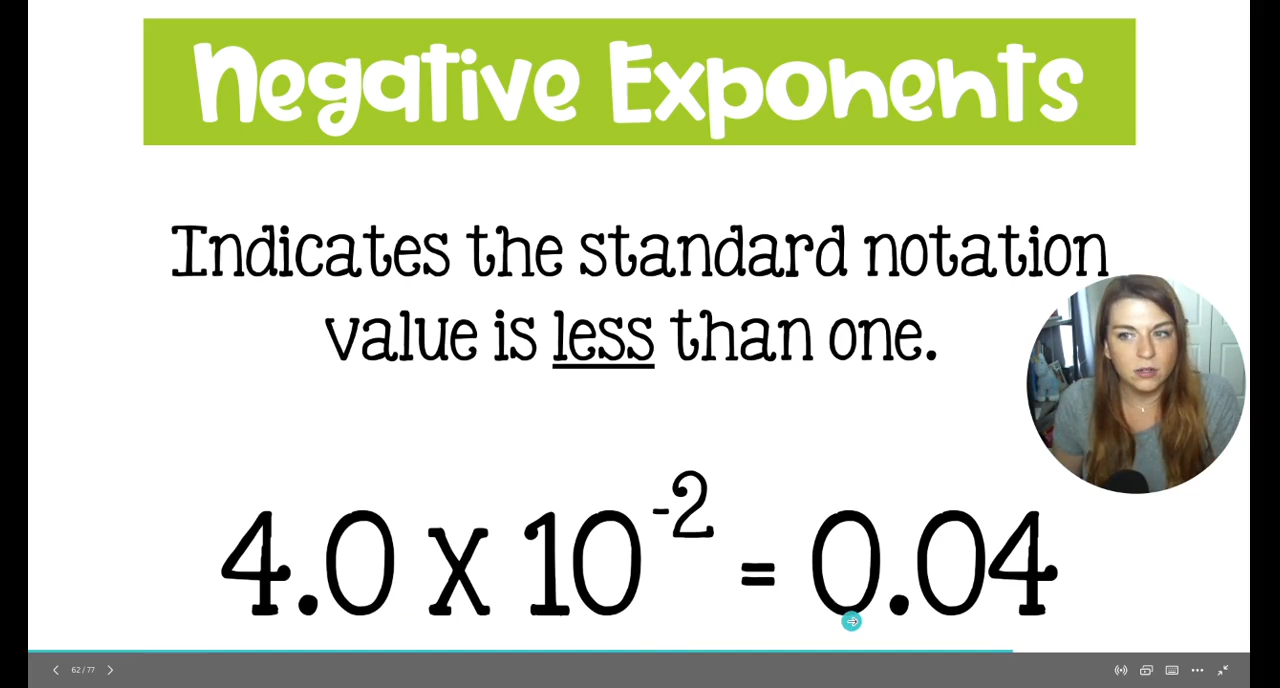 Negative Exponents
Indicates the standard notation
value is less than one.
4.0 x 10⁻² = 0.04
62 / 77